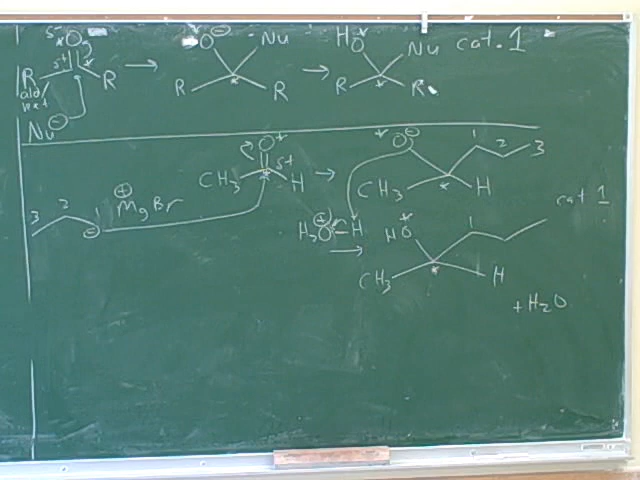 δ- *O
R δ+ * R → O⊖ Nu R * R → HO* Nu R * R cat. 1
ald/
ket
Nu⊖
3 2 1 ⊖ ⊕ MgBr
O*
CH3 * δ+ H →
*O⊖ 1 2 3
CH3 * H
H2O⊕-H →
HO* 1 cat 1
CH3 * H
+ H2O